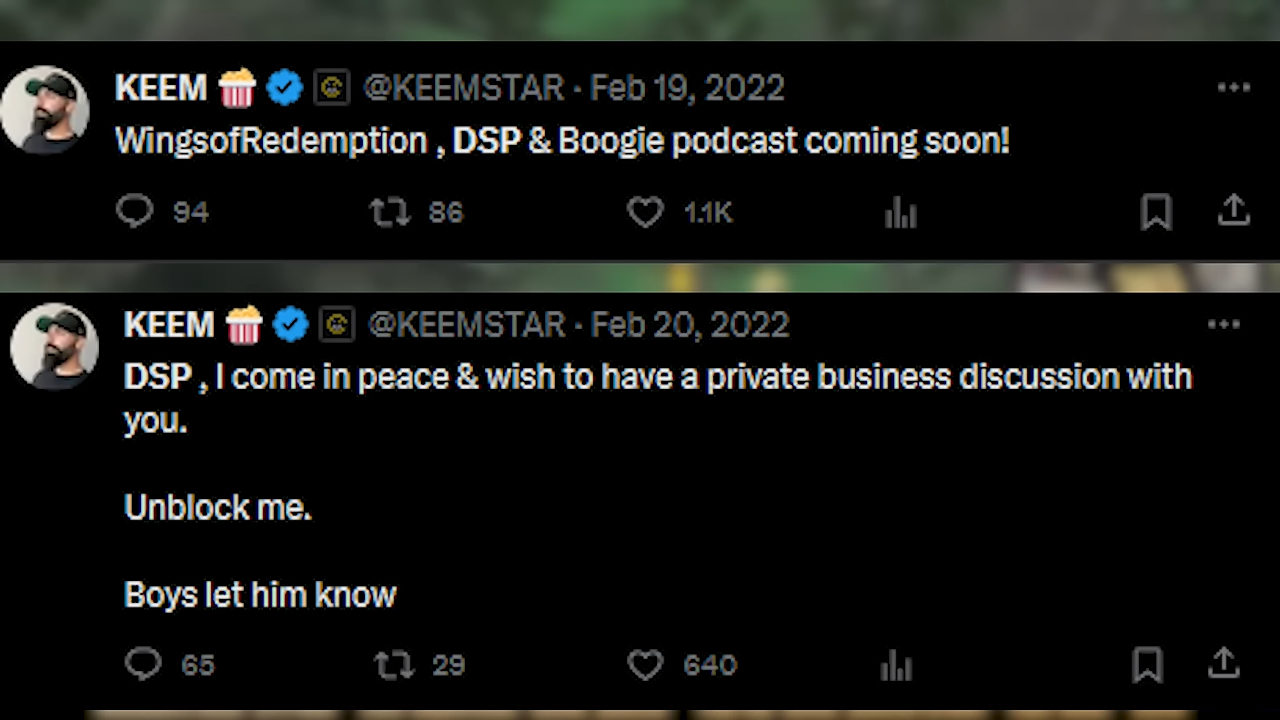 KEEM 🍿 @KEEMSTAR · Feb 19, 2022
WingsofRedemption , DSP & Boogie podcast coming soon!
94 86 1.1K
KEEM 🍿 @KEEMSTAR · Feb 20, 2022
DSP , I come in peace & wish to have a private business discussion with
you.
Unblock me.
Boys let him know
65 29 640